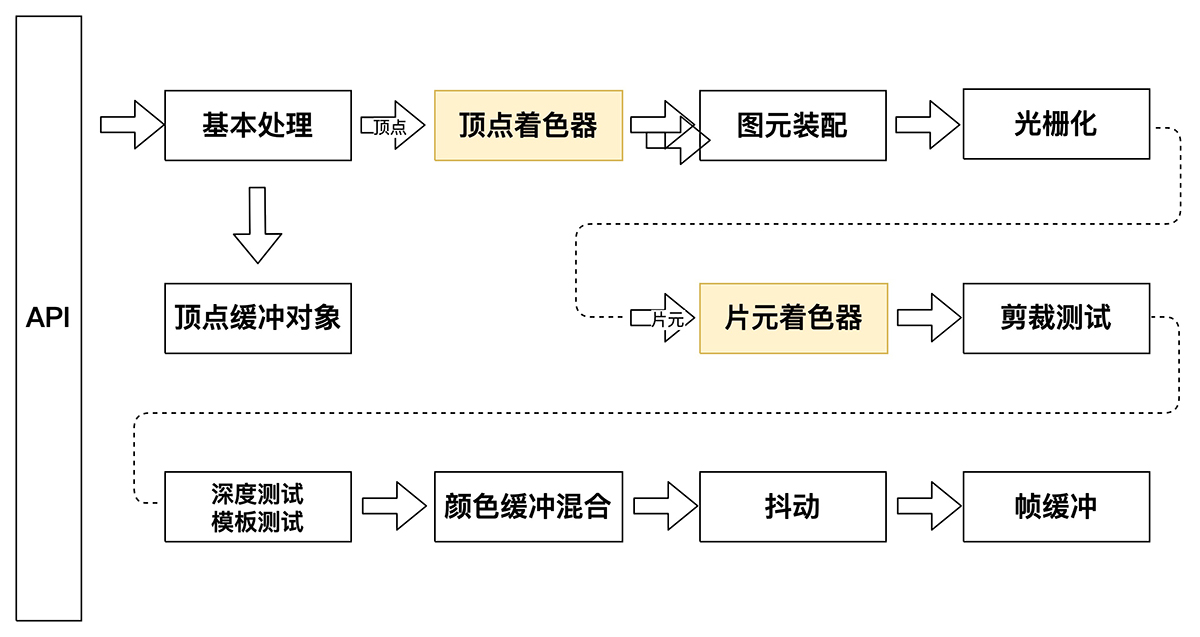 API
基本处理
顶点
顶点着色器
图元装配
光栅化
顶点缓冲对象
片元
片元着色器
剪裁测试
深度测试
模板测试
颜色缓冲混合
抖动
帧缓冲